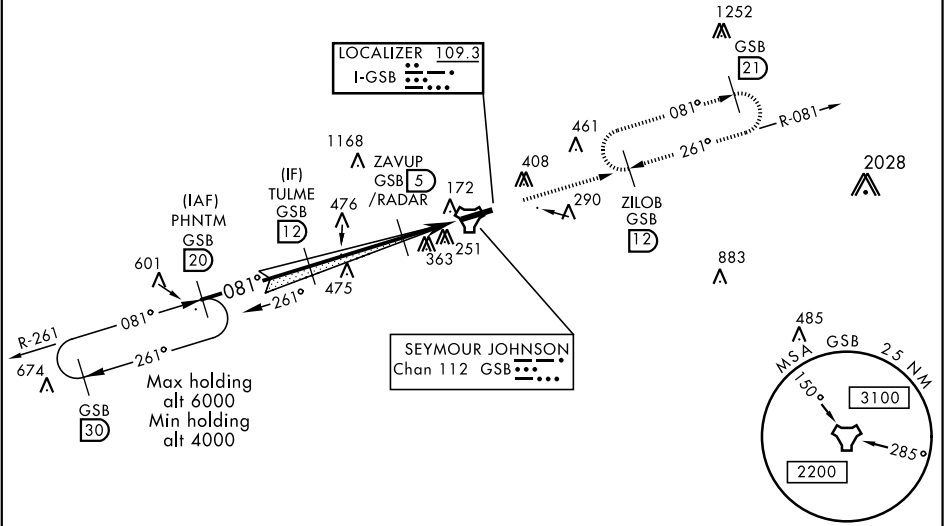 1252
GSB
21
LOCALIZER 109.3
I-GSB
081°
R-081
261°
461
1168
ZAVUP
GSB 5
/RADAR
408
2028
(IF)
TULME
GSB
12
476
172
290
ZILOB
GSB
12
(IAF)
PHNTM
GSB
20
363
251
601
081°
261°
475
883
R-261
081°
261°
674
GSB
30
Max holding
alt 6000
Min holding
alt 4000
SEYMOUR JOHNSON
Chan 112 GSB
485
MSA GSB 25 NM
150°
3100
285°
2200